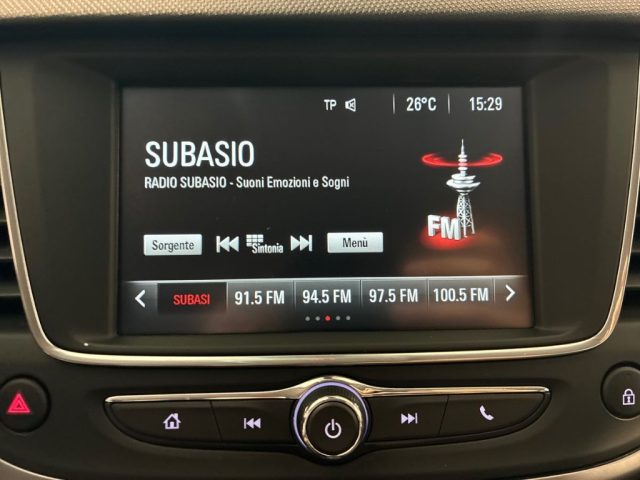 TP 26°C 15:29
SUBASIO
RADIO SUBASIO - Suoni Emozioni e Sogni
FM
Sorgente Sintonia Menù
SUBASI 91.5 FM 94.5 FM 97.5 FM 100.5 FM